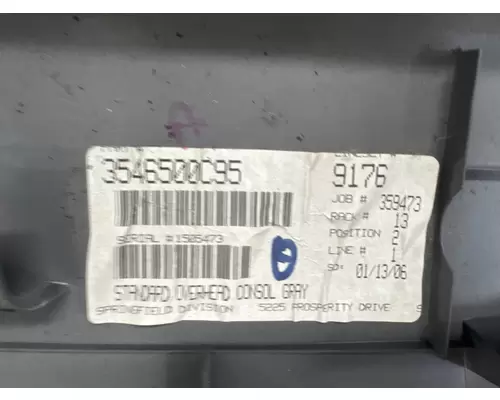 3546500C95
SERIAL # 1505473
STANDARD OVERHEAD CONSOL GRAY
SPRINGFIELD DIVISION 5225 PROSPERITY DRIVE
9176
JOB # 359473
RACK # 13
POSITION 2
LINE # 1
01/13/06